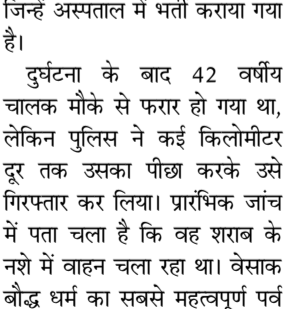 जिन्हें अस्पताल में भर्ती कराया गया
है।
दुर्घटना के बाद 42 वर्षीय
चालक मौके से फरार हो गया था,
लेकिन पुलिस ने कई किलोमीटर
दूर तक उसका पीछा करके उसे
गिरफ्तार कर लिया। प्रारंभिक जांच
में पता चला है कि वह शराब के
नशे में वाहन चला रहा था। वेसाक
बौद्ध धर्म का सबसे महत्वपूर्ण पर्व